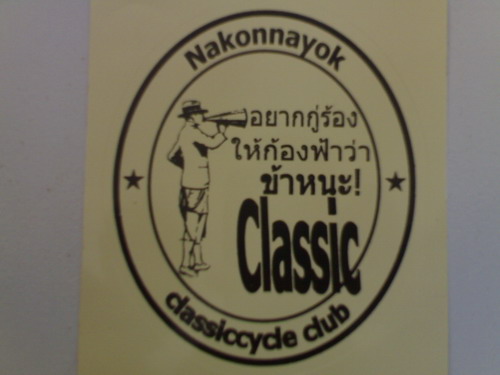 Nakonnayok
อยากกู่ร้อง
ให้ก้องฟ้าว่า
ข้าหนะ!
Classic
classiccycle club